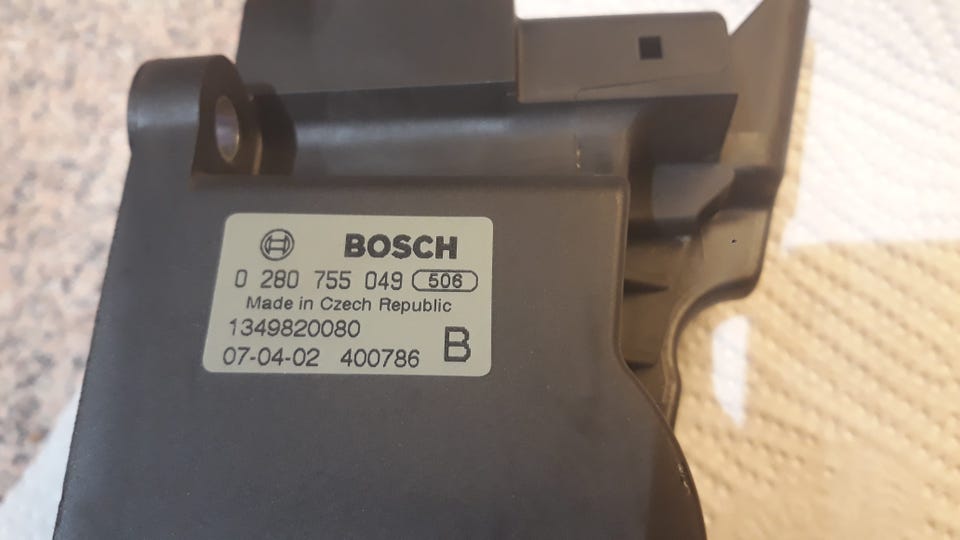 BOSCH
0 280 755 049 506
Made in Czech Republic
1349820080
07-04-02 400786 B